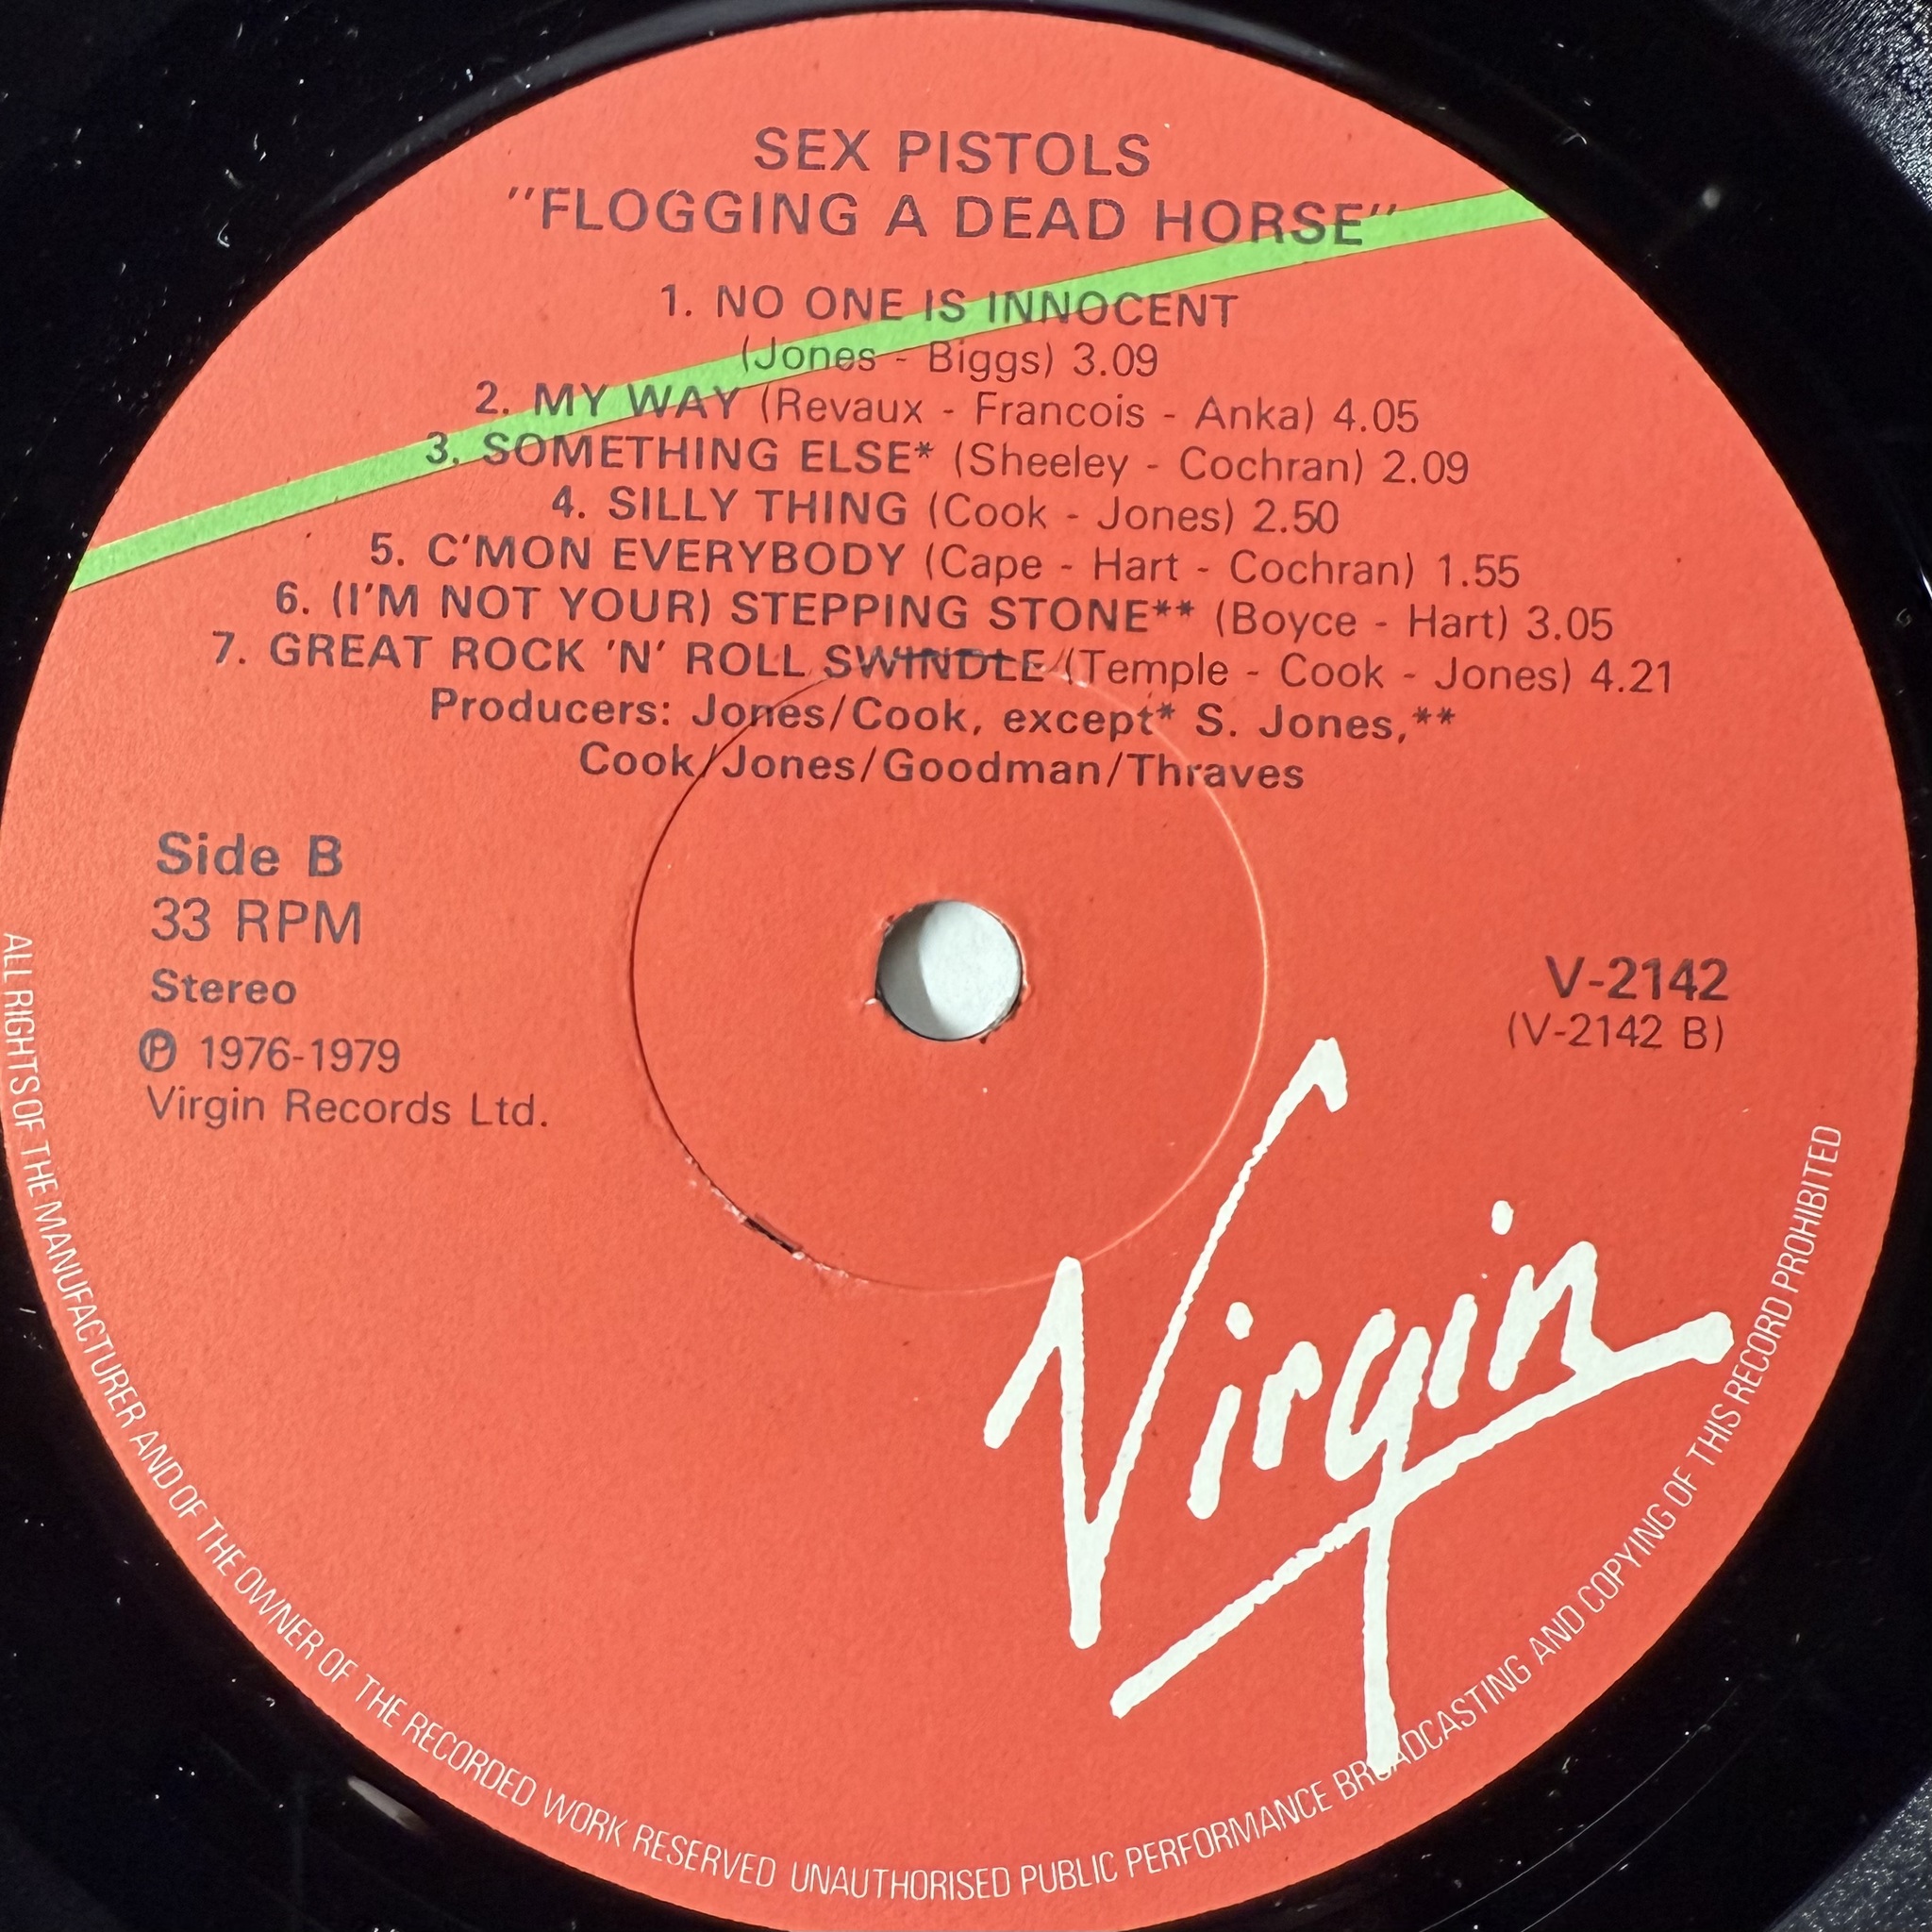 SEX PISTOLS
"FLOGGING A DEAD HORSE"
1. NO ONE IS INNOCENT
(Jones - Biggs) 3.09
2. MY WAY (Revaux - Francois - Anka) 4.05
3. SOMETHING ELSE* (Sheeley - Cochran) 2.09
4. SILLY THING (Cook - Jones) 2.50
5. C'MON EVERYBODY (Cape - Hart - Cochran) 1.55
6. (I'M NOT YOUR) STEPPING STONE** (Boyce - Hart) 3.05
7. GREAT ROCK 'N' ROLL SWINDLE (Temple - Cook - Jones) 4.21
Producers: Jones/Cook, except* S. Jones,**
Cook/Jones/Goodman/Thraves
Side B
33 RPM
Stereo
℗ 1976-1979
Virgin Records Ltd.
V-2142
(V-2142 B)
Virgin
ALL RIGHTS OF THE MANUFACTURER AND OF THE OWNER OF THE RECORDED WORK RESERVED UNAUTHORISED PUBLIC PERFORMANCE BROADCASTING AND COPYING OF THIS RECORD PROHIBITED